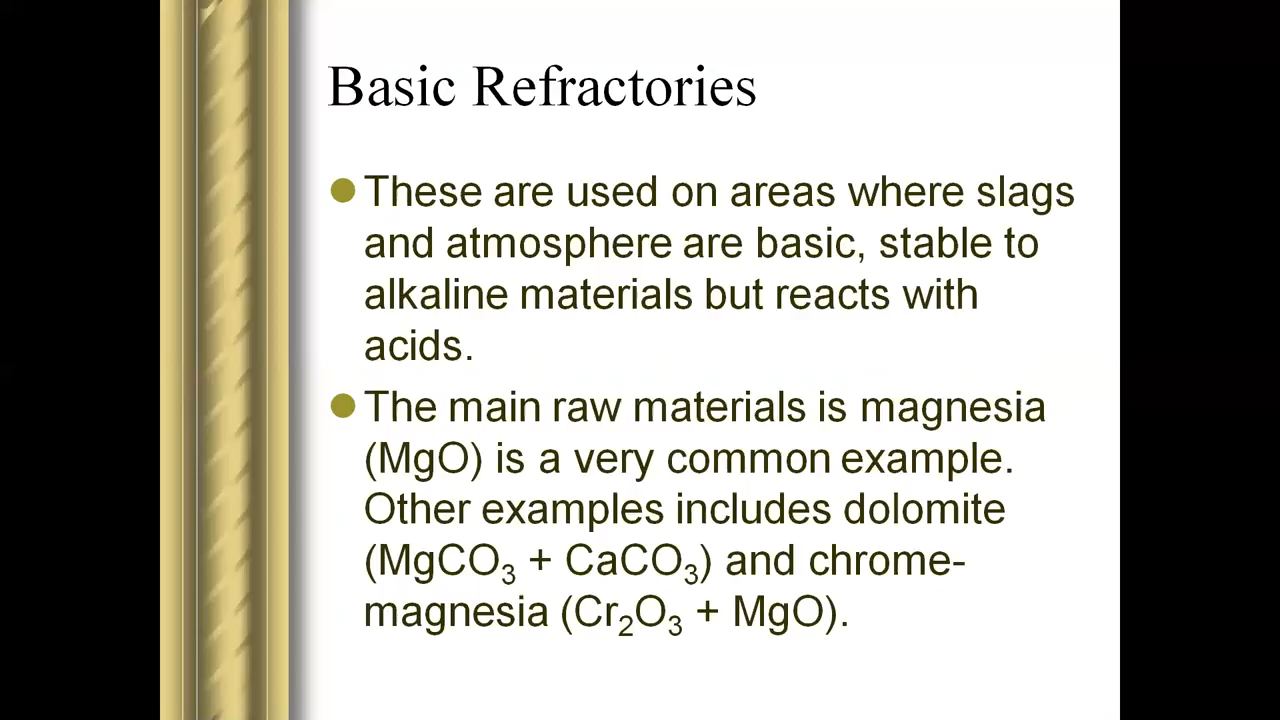 Basic Refractories
These are used on areas where slags
and atmosphere are basic, stable to
alkaline materials but reacts with
acids.
The main raw materials is magnesia
(MgO) is a very common example.
Other examples includes dolomite
(MgCO₃ + CaCO₃) and chrome-
magnesia (Cr₂O₃ + MgO).